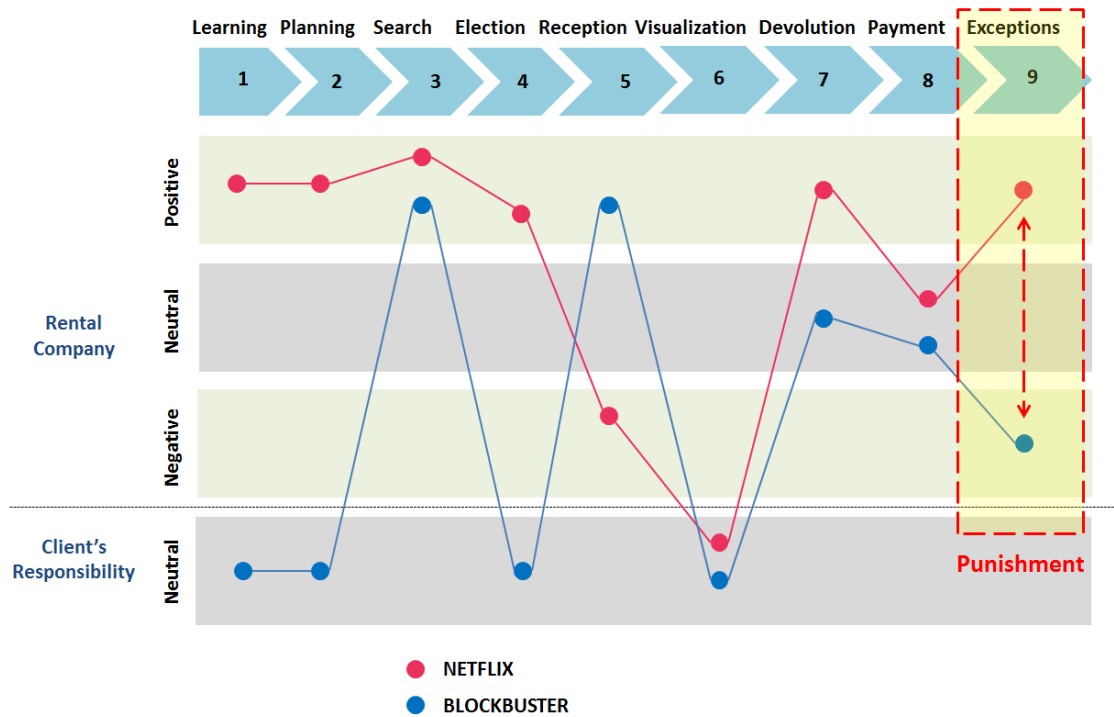 Learning Planning Search Election Reception Visualization Devolution Payment Exceptions
1 2 3 4 5 6 7 8 9
Positive
Neutral
Rental
Company
Negative
Client's
Responsibility
Neutral
Punishment
NETFLIX
BLOCKBUSTER